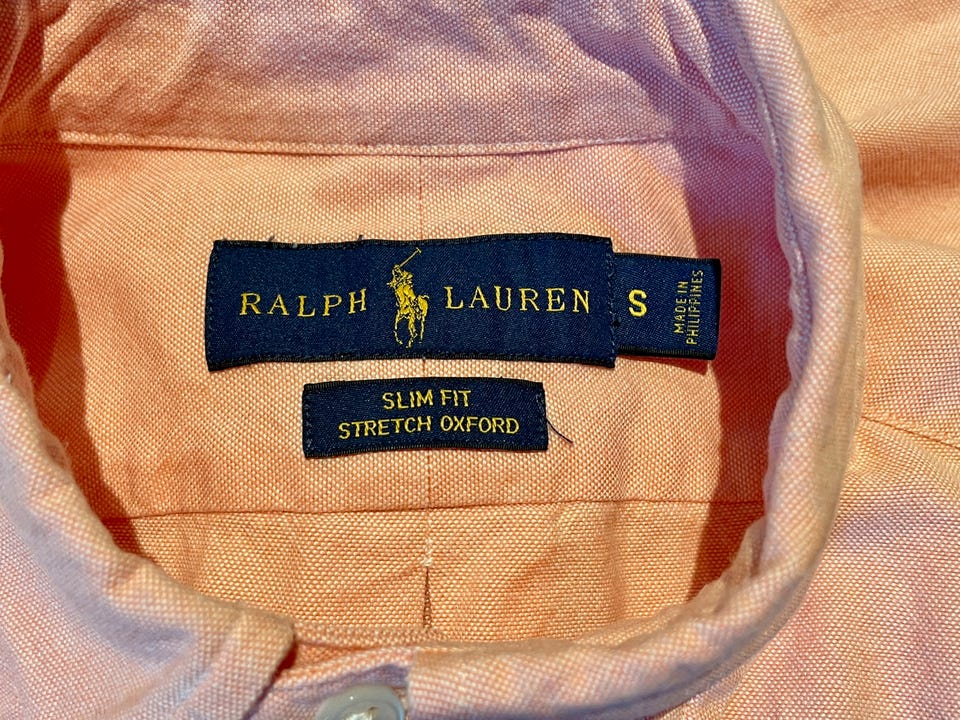 RALPH LAUREN
S
MADE IN
PHILIPPINES
SLIM FIT
STRETCH OXFORD